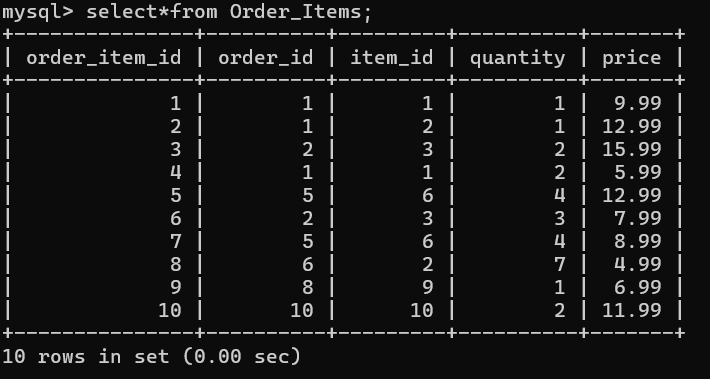 mysql> select*from Order_Items;
+---------------+----------+---------+----------+-------+
| order_item_id | order_id | item_id | quantity | price |
+---------------+----------+---------+----------+-------+
|             1 |        1 |       1 |        1 |  9.99 |
|             2 |        1 |       2 |        1 | 12.99 |
|             3 |        2 |       3 |        2 | 15.99 |
|             4 |        1 |       1 |        2 |  5.99 |
|             5 |        5 |       6 |        4 | 12.99 |
|             6 |        2 |       3 |        3 |  7.99 |
|             7 |        5 |       6 |        4 |  8.99 |
|             8 |        6 |       2 |        7 |  4.99 |
|             9 |        8 |       9 |        1 |  6.99 |
|            10 |       10 |      10 |        2 | 11.99 |
+---------------+----------+---------+----------+-------+
10 rows in set (0.00 sec)